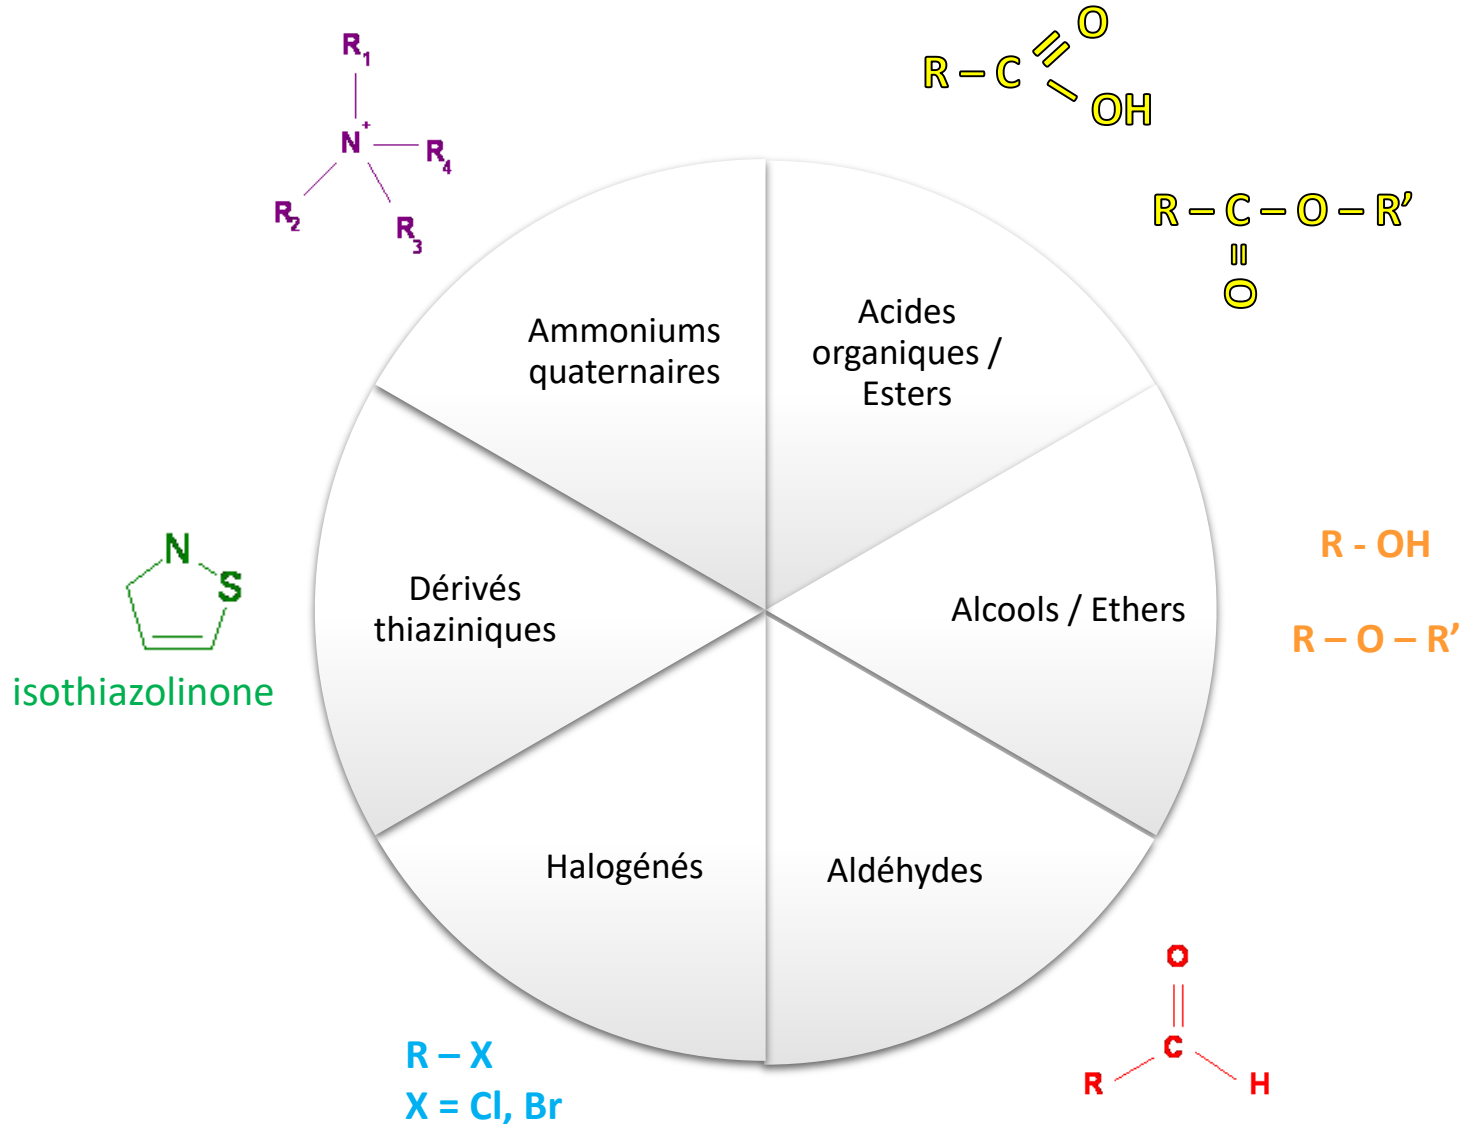 R1
N+
R4
R2
R3
O
R – C
OH
R – C – O – R’
=
O
Ammoniums
quaternaires
Acides
organiques /
Esters
N
S
isothiazolinone
Dérivés
thiaziniques
Alcools / Ethers
R - OH
R – O – R’
Halogénés
Aldéhydes
R – X
X = Cl, Br
O
C
R
H